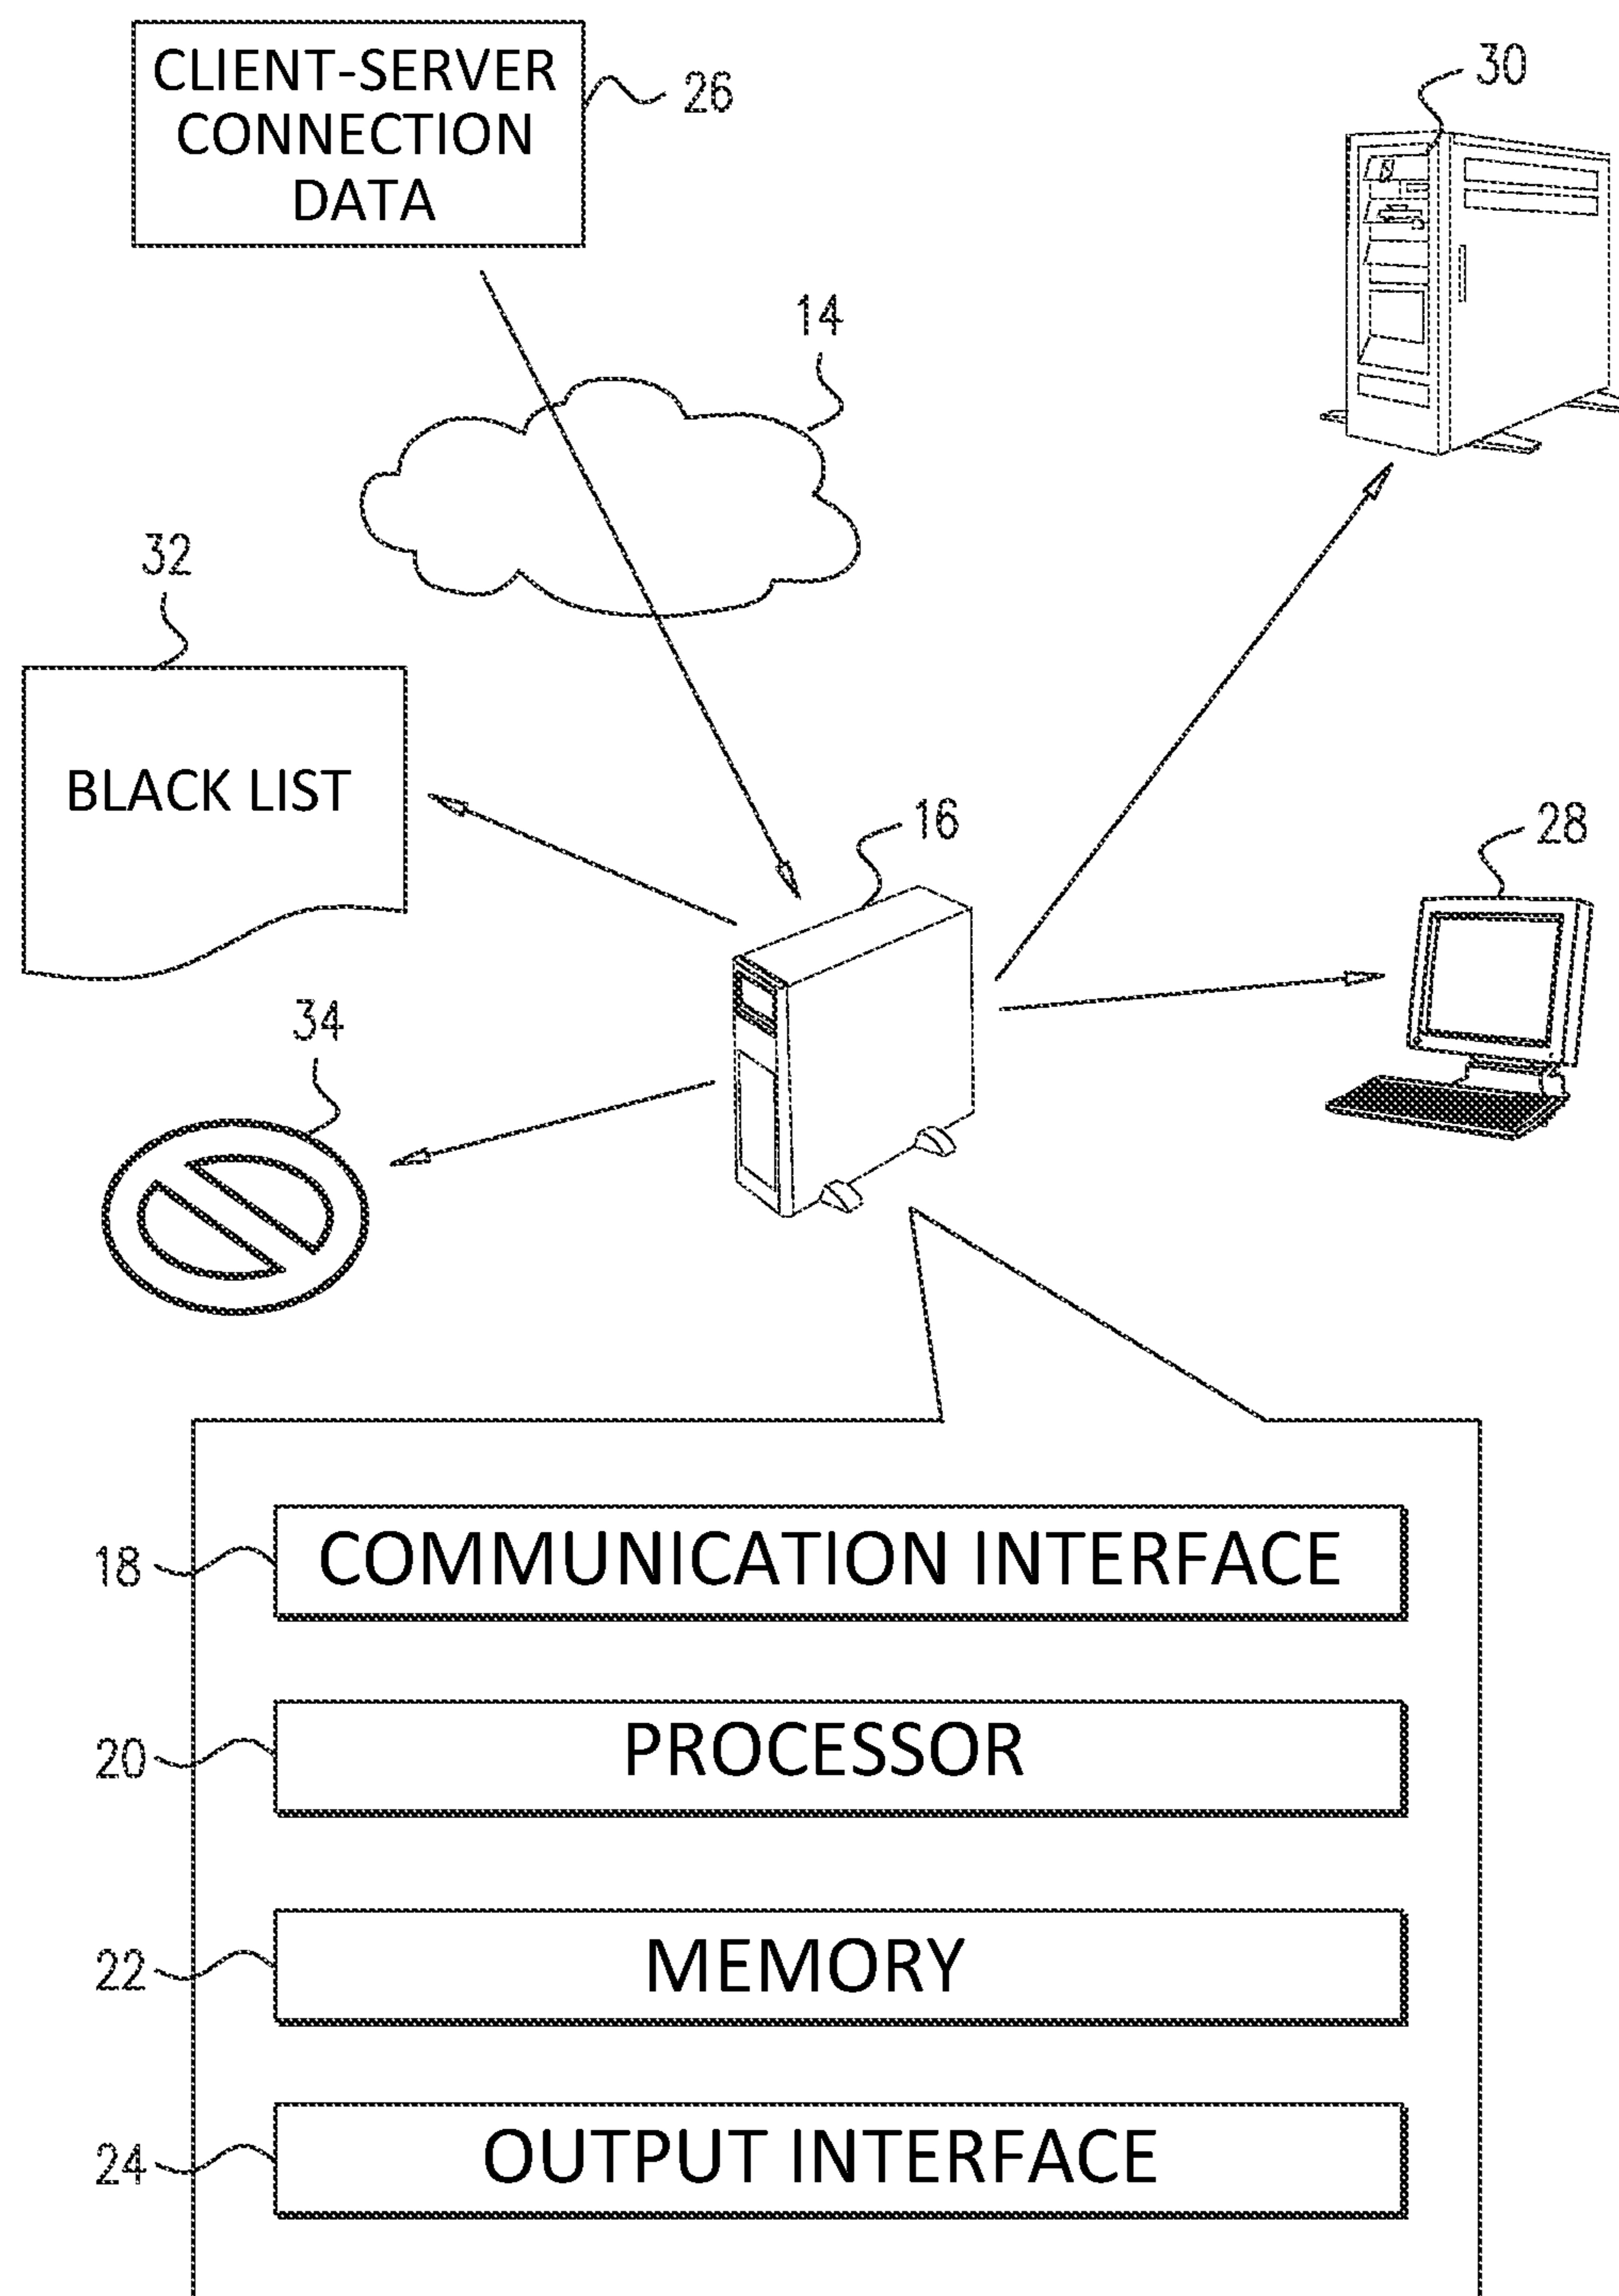 CLIENT-SERVER
CONNECTION
DATA
26
30
14
32
BLACK LIST
16
28
34
18
COMMUNICATION INTERFACE
20
PROCESSOR
22
MEMORY
24
OUTPUT INTERFACE